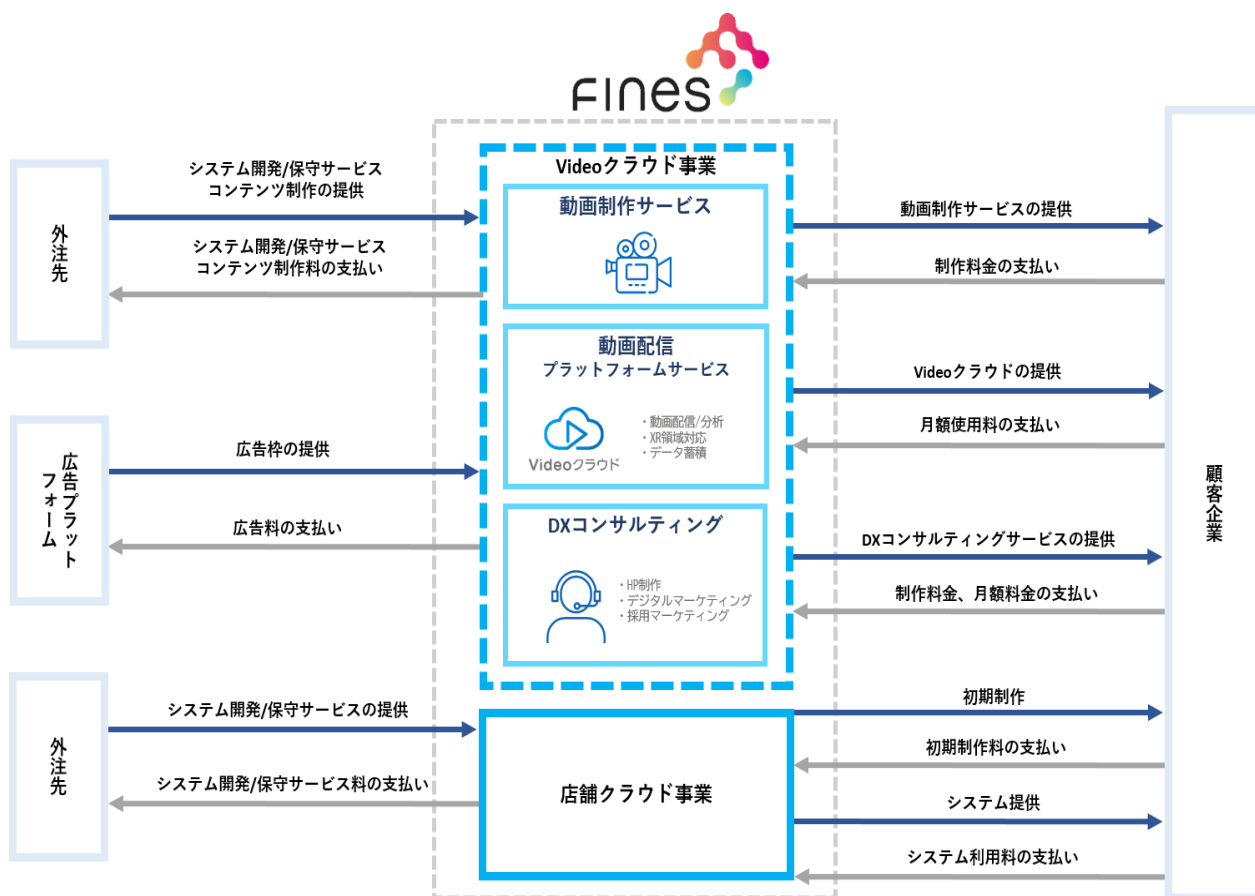 FINES
システム開発/保守サービス
コンテンツ制作の提供
システム開発/保守サービス
コンテンツ制作料の支払い
外注先
広告枠の提供
広告料の支払い
広告プラット
フォーム
システム開発/保守サービスの提供
システム開発/保守サービス料の支払い
外注先
Videoクラウド事業
動画制作サービス
動画配信
プラットフォームサービス
Videoクラウド
・動画配信/分析
・XR領域対応
・データ蓄積
DXコンサルティング
・HP制作
・デジタルマーケティング
・採用マーケティング
店舗クラウド事業
動画制作サービスの提供
制作料金の支払い
Videoクラウドの提供
月額使用料の支払い
DXコンサルティングサービスの提供
制作料金、月額料金の支払い
初期制作
初期制作料の支払い
システム提供
システム利用料の支払い
顧客企業